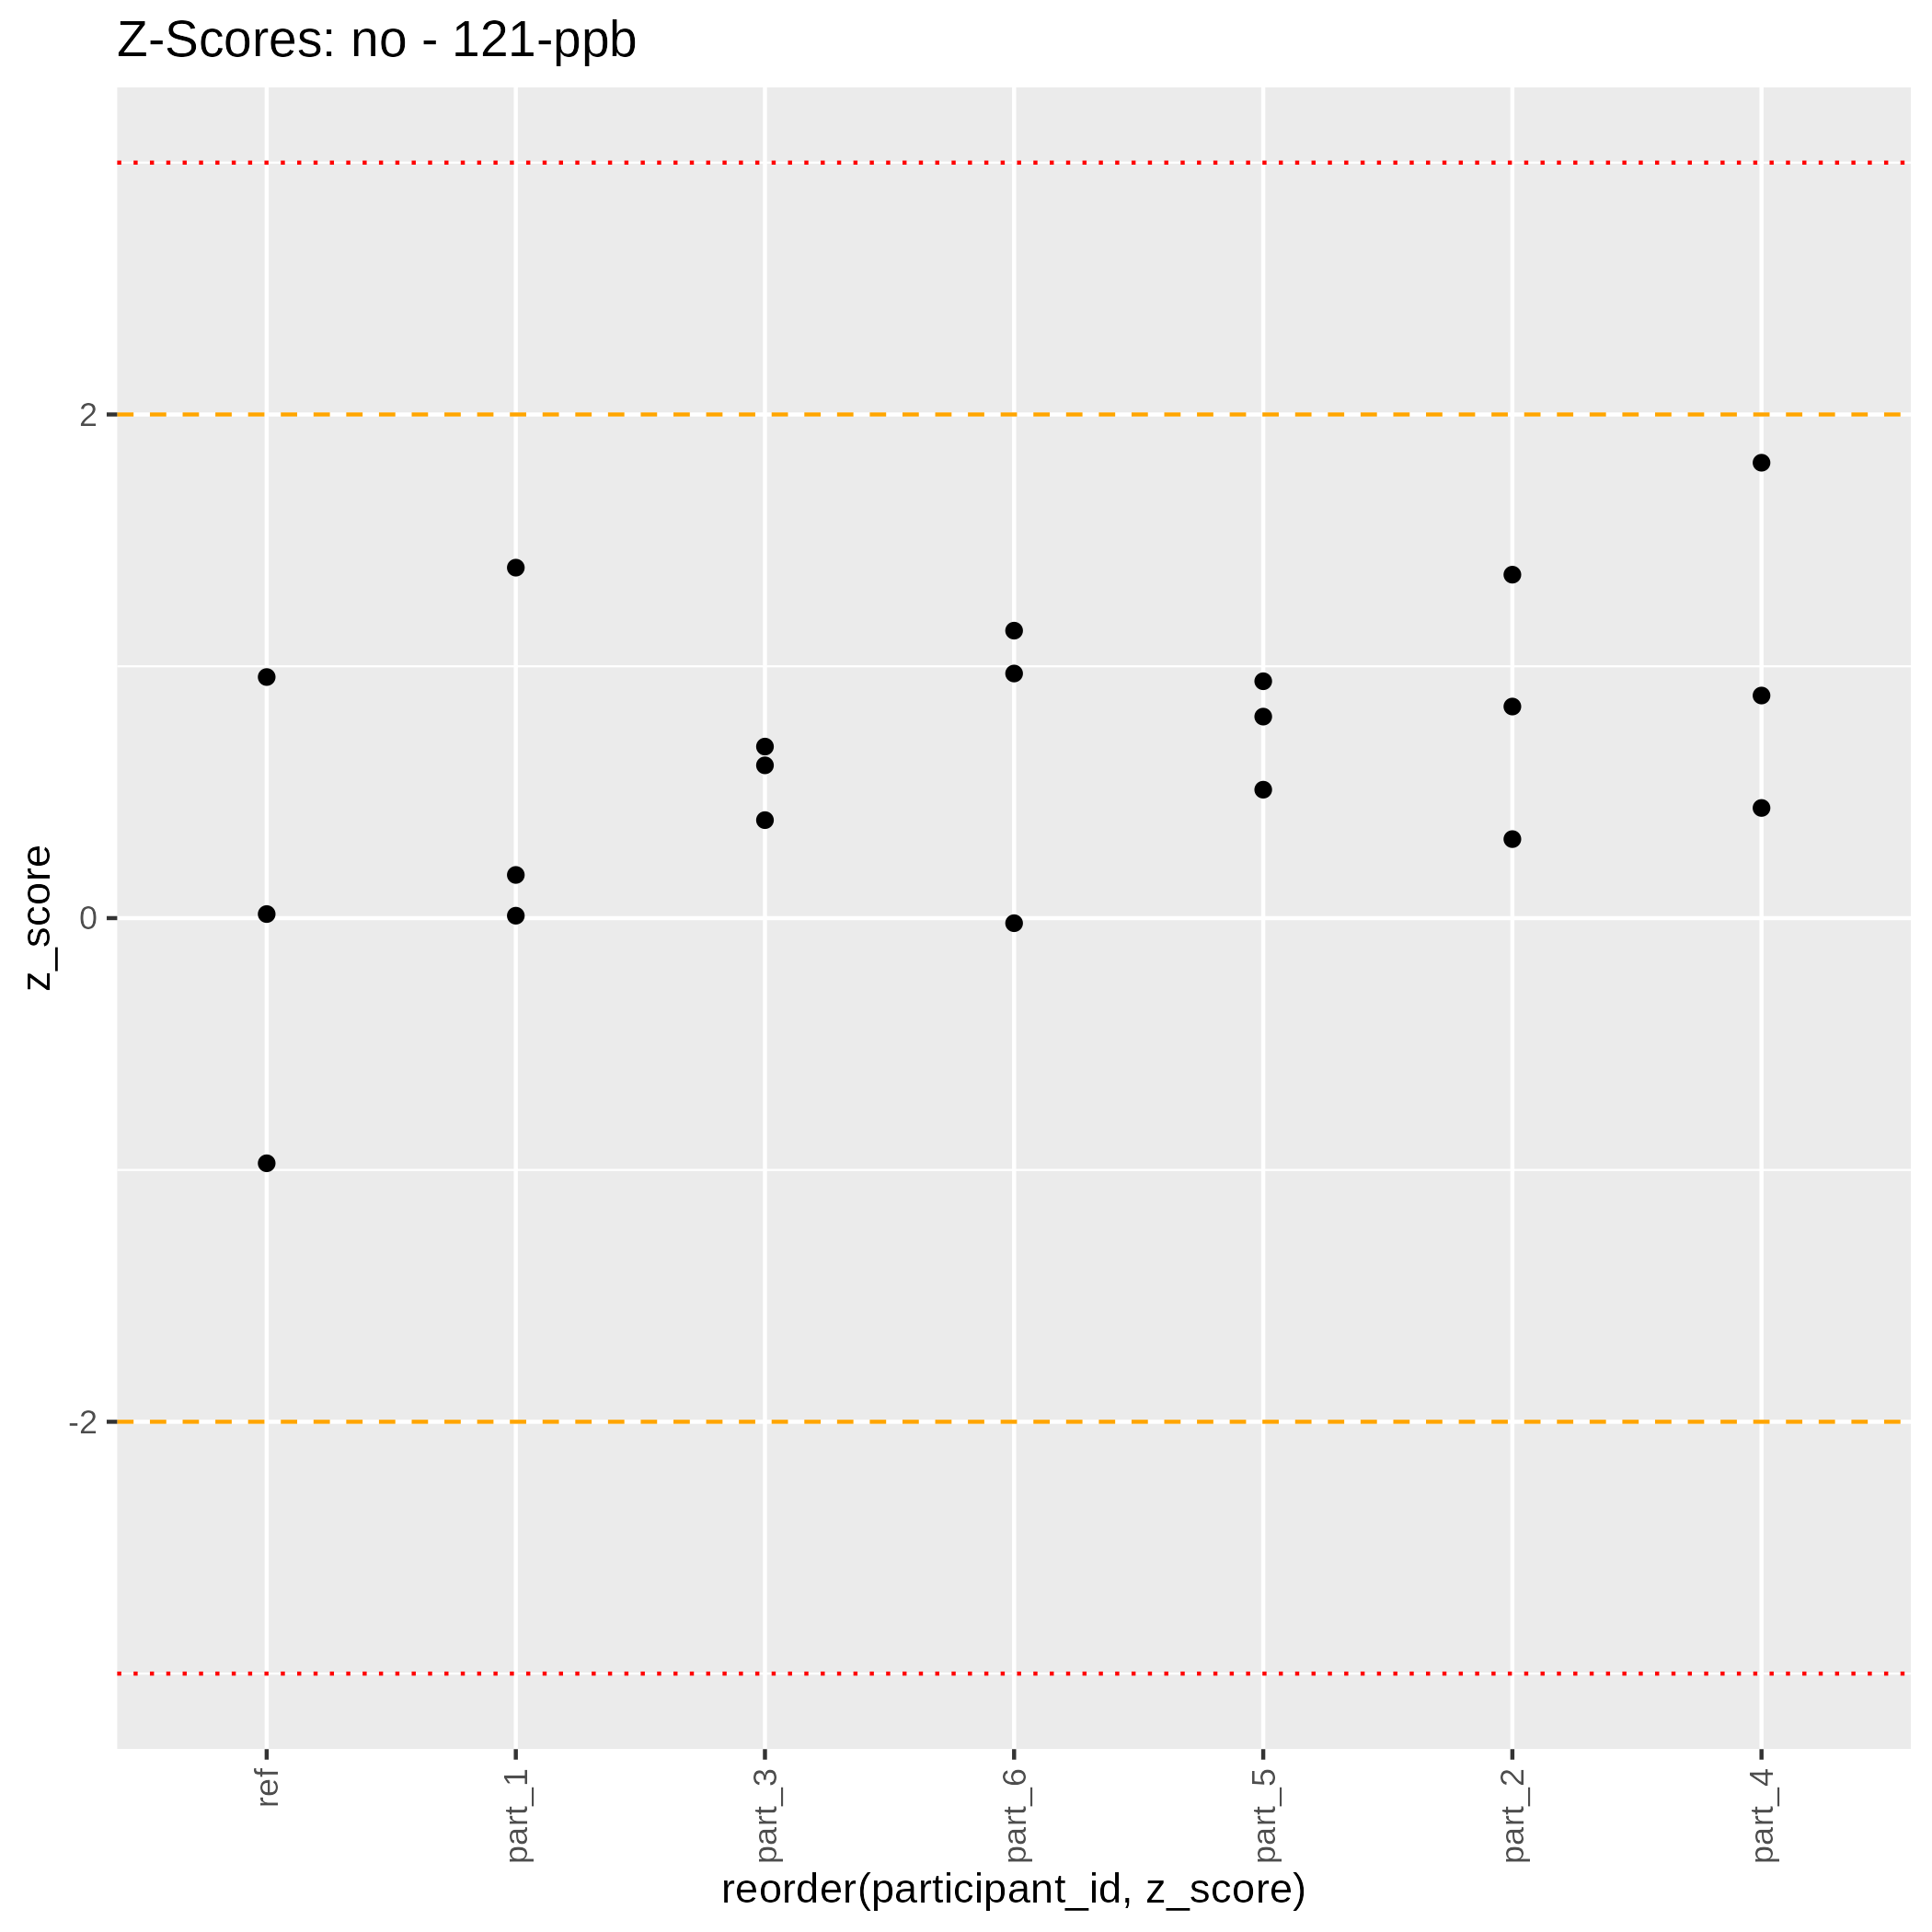 Z-Scores: no - 121-ppb
2
0
-2
z_score
ref
part_1
part_3
part_6
part_5
part_2
part_4
reorder(participant_id, z_score)